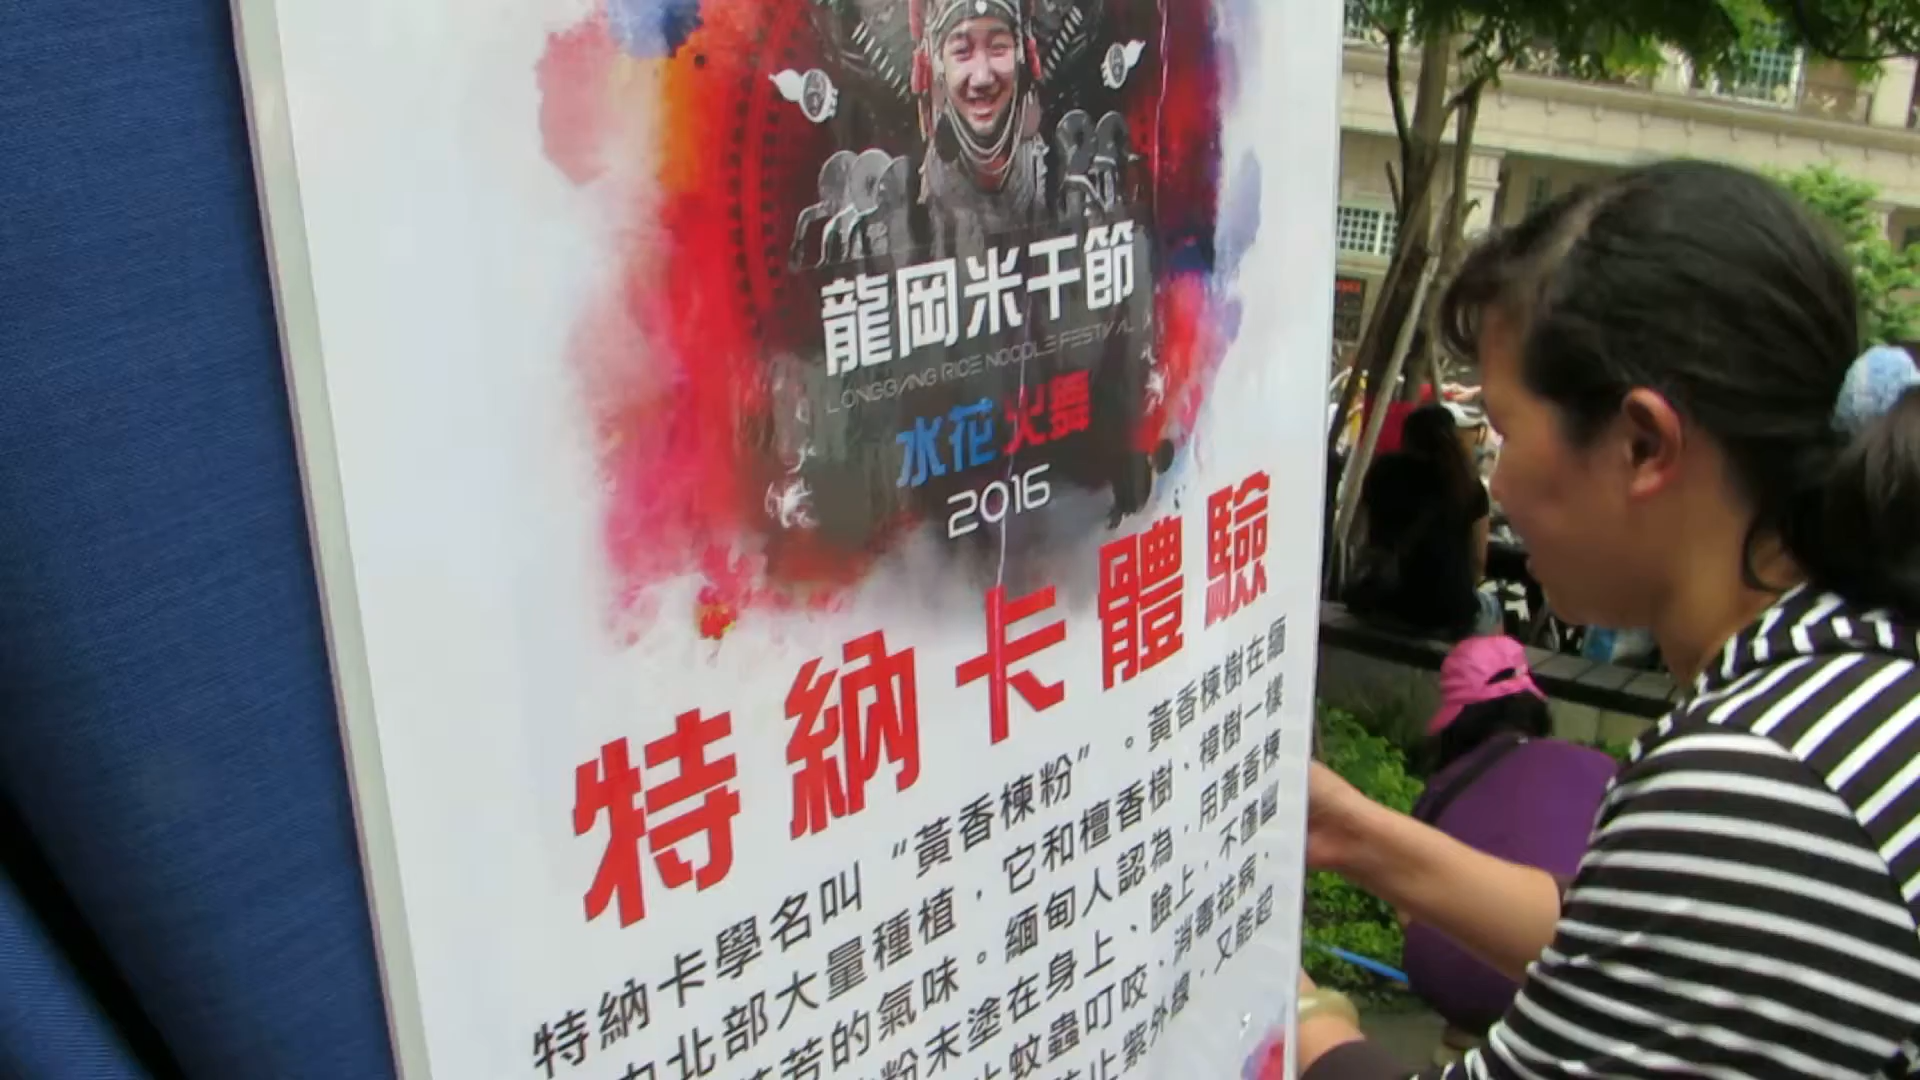 龍岡米干節
LONGGANG RICE NOODLE FESTIVAL
水花火舞
2016
特納卡體驗
特納卡學名叫“黃香楝粉”。黃香楝樹在緬
北部大量種植，它和檀香樹、樟樹一樣
芳的氣味。緬甸人認為，用黃香楝
粉末塗在身上、臉上，不僅
止蚊蟲叮咬、消毒祛病，
止紫外線，又能起